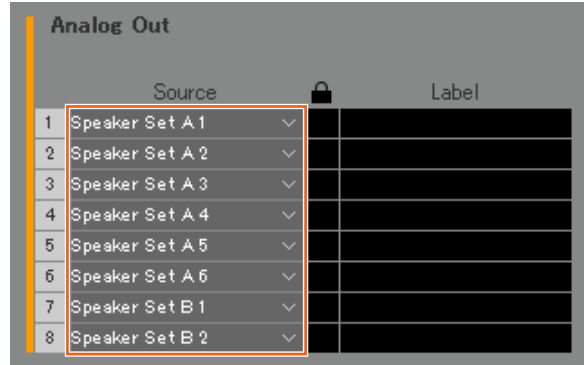 Analog Out
Source Label
1 Speaker Set A 1
2 Speaker Set A 2
3 Speaker Set A 3
4 Speaker Set A 4
5 Speaker Set A 5
6 Speaker Set A 6
7 Speaker Set B 1
8 Speaker Set B 2